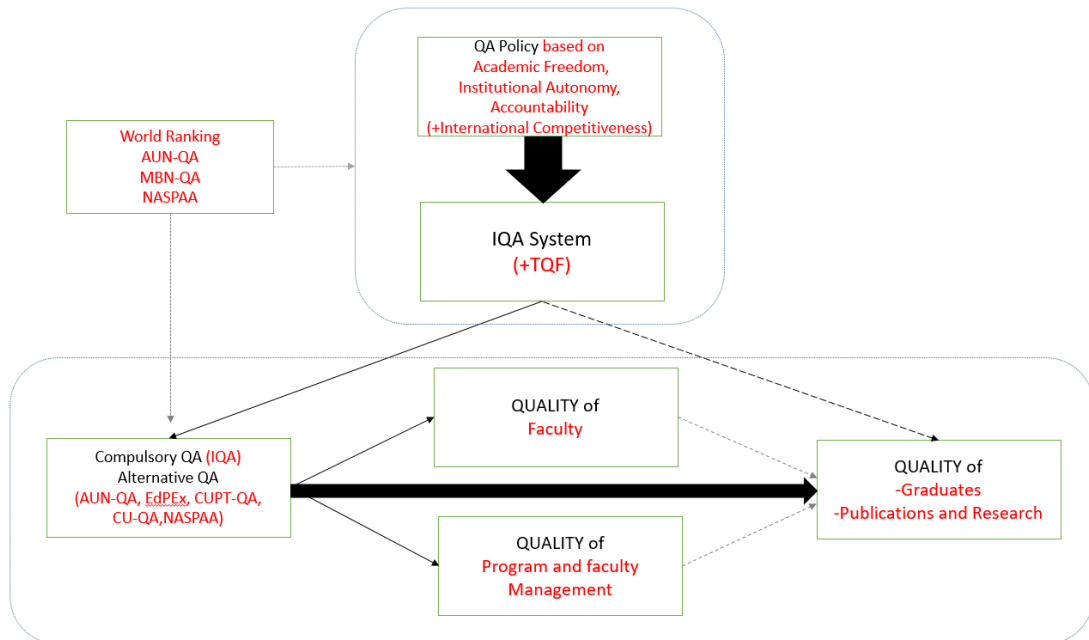 QA Policy based on
Academic Freedom,
Institutional Autonomy,
Accountability
(+International Competitiveness)
World Ranking
AUN-QA
MBN-QA
NASPAA
IQA System
(+TQF)
QUALITY of
Faculty
Compulsory QA (IQA)
Alternative QA
(AUN-QA, EdPEx, CUPT-QA,
CU-QA,NASPAA)
QUALITY of
-Graduates
-Publications and Research
QUALITY of
Program and faculty
Management